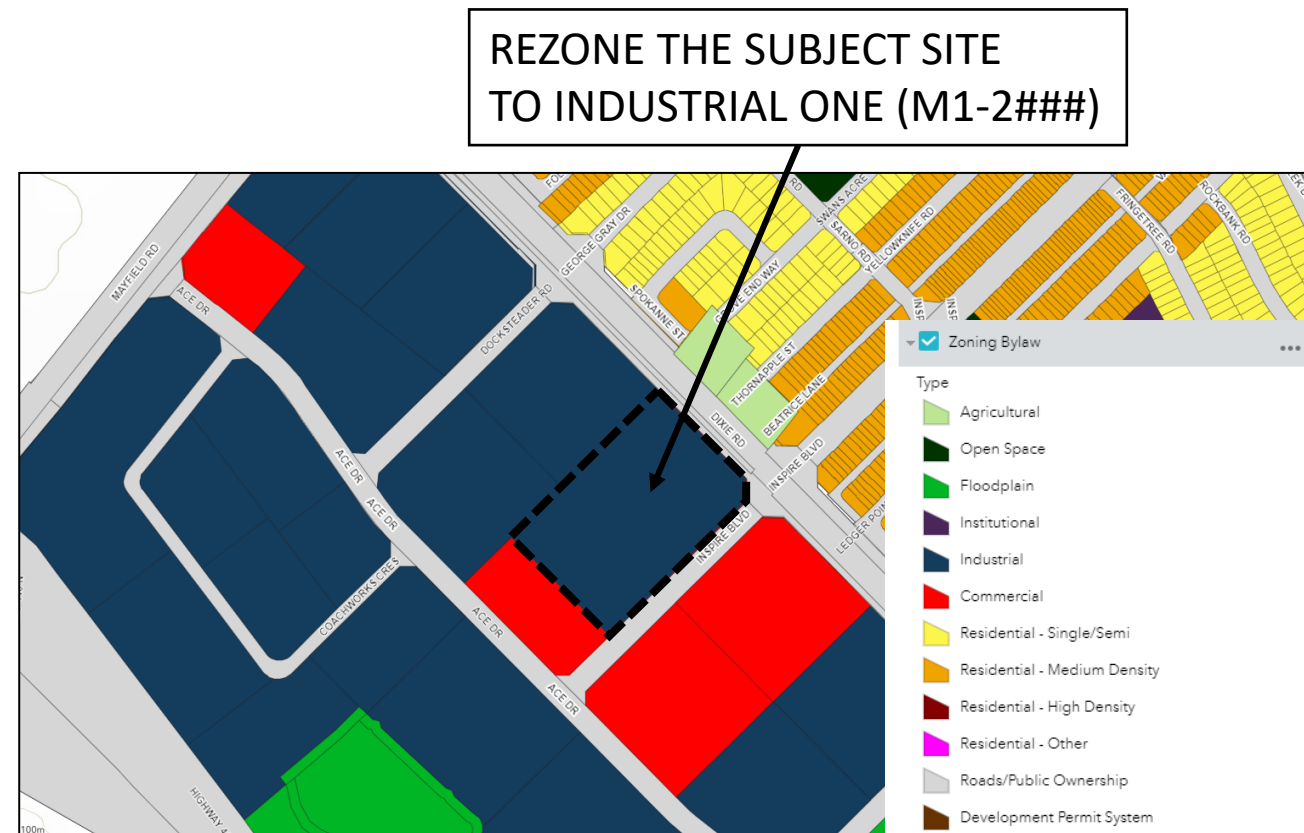 REZONE THE SUBJECT SITE
TO INDUSTRIAL ONE (M1-2###)
MAYFIELD RD
ACE DR
DOCKSTEADER RD
GEORGE GRAY DR
SPOKANNE ST
RD
SWANS ACRE
SARNO RD
YELLOWKNIFE RD
FRINGETREE RD
ROCKBANK RD
THORNAPPLE ST
BEATRICE LANE
DIXIE RD
INSPIRE BLVD
INSPIRE BLVD
ACE DR
ACE DR
COACHWORKS CRES
ACE DR
ACE DR
HIGHWAY 4
100m
Zoning Bylaw
Type
Agricultural
Open Space
Floodplain
Institutional
Industrial
Commercial
Residential - Single/Semi
Residential - Medium Density
Residential - High Density
Residential - Other
Roads/Public Ownership
Development Permit System